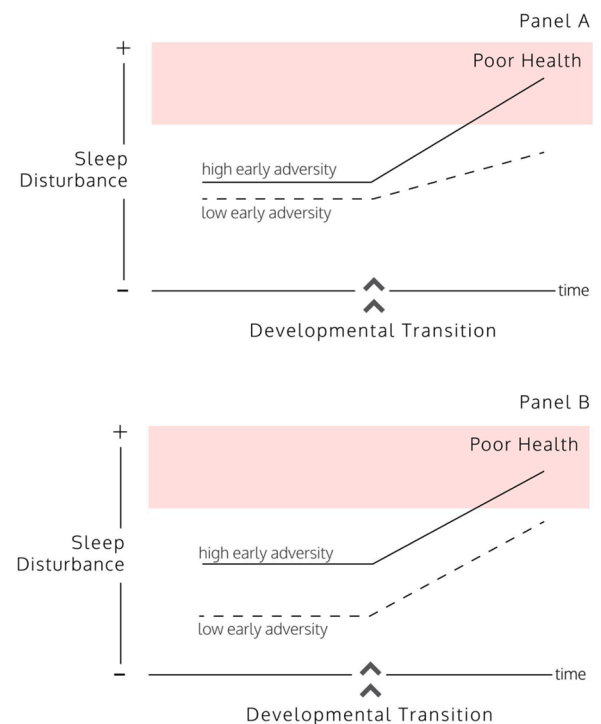 Panel A
+
Poor Health
Sleep
Disturbance
high early adversity
low early adversity
-
time
Developmental Transition
Panel B
+
Poor Health
Sleep
Disturbance
high early adversity
low early adversity
-
time
Developmental Transition